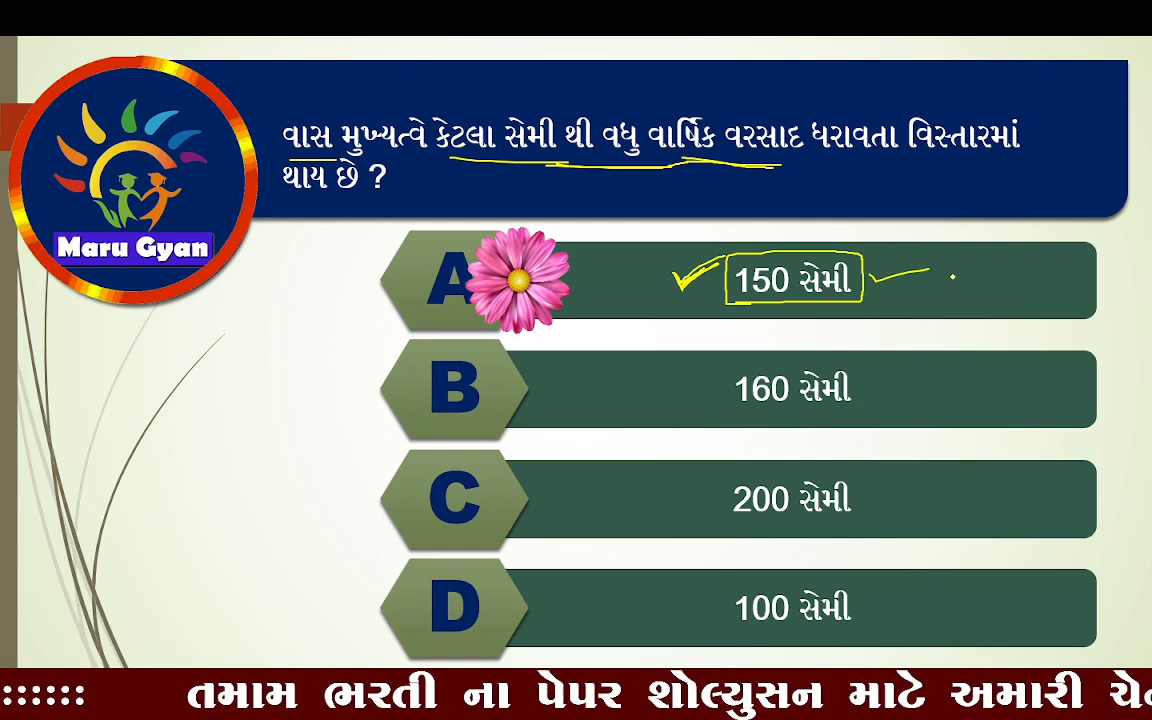 વાસ મુખ્યત્વે કેટલા સેમી થી વધુ વાર્ષિક વરસાદ ધરાવતા વિસ્તારમાં
થાય છે ?
Maru Gyan
A
150 સેમી
B
160 સેમી
C
200 સેમી
D
100 સેમી
:::::: તમામ ભરતી ના પેપર શોલ્યુસન માટે અમારી